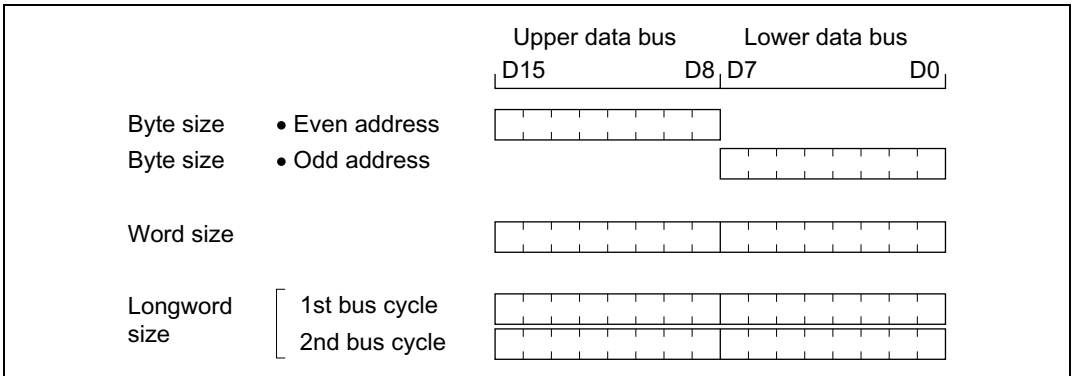 Upper data bus Lower data bus
D15 D8 D7 D0
Byte size • Even address
Byte size • Odd address
Word size
Longword size 1st bus cycle
2nd bus cycle